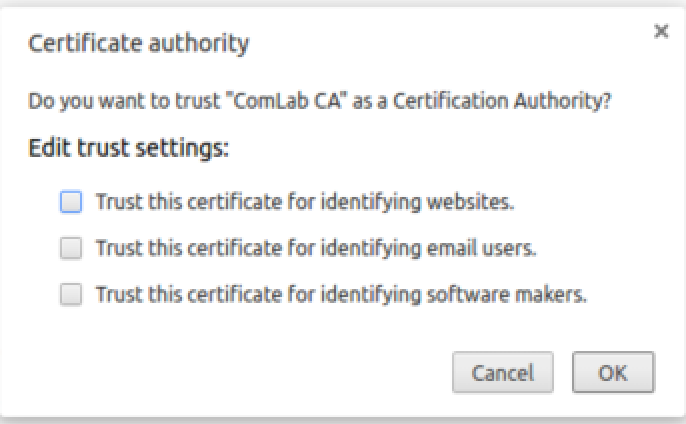 Certificate authority
Do you want to trust "ComLab CA" as a Certification Authority?
Edit trust settings:
Trust this certificate for identifying websites.
Trust this certificate for identifying email users.
Trust this certificate for identifying software makers.
Cancel OK